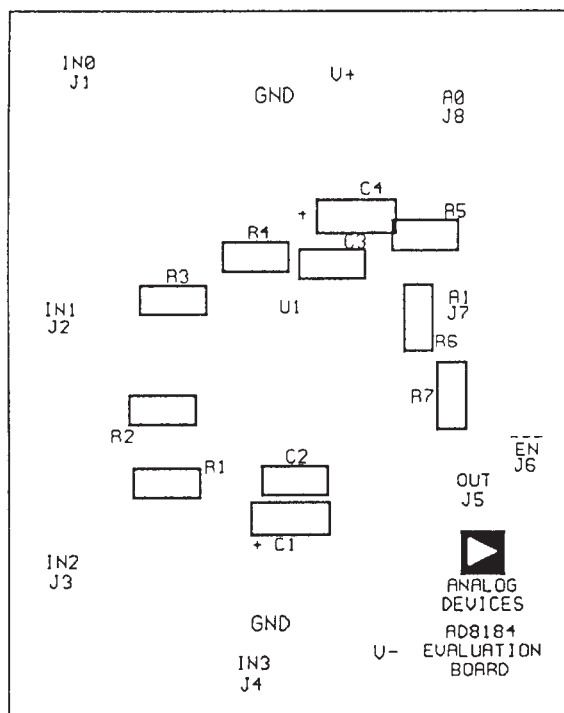 IN0
J1
V+
GND
A0
J8
C4
+
R5
R4
C3
R3
IN1
J2
U1
A1
J7
R6
R7
R2
EN
J6
R1
C2
OUT
J5
+ C1
IN2
J3
ANALOG
DEVICES
GND
AD8184
V- EVALUATION
BOARD
IN3
J4